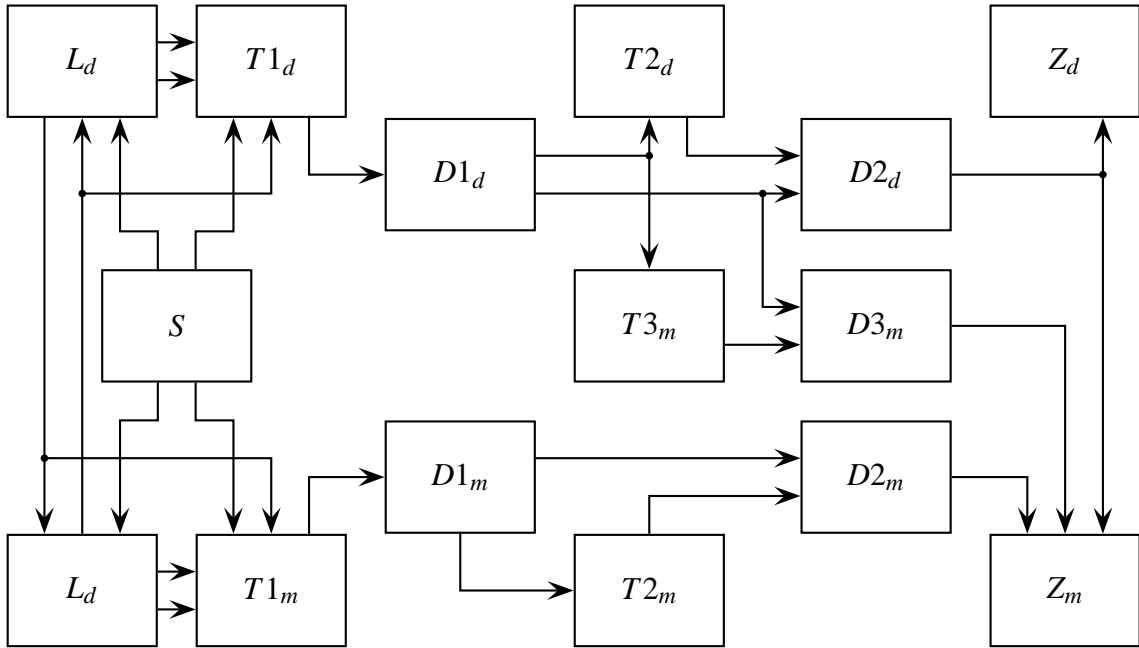 L_d
T1_d
T2_d
Z_d
D1_d
D2_d
S
T3_m
D3_m
D1_m
D2_m
L_d
T1_m
T2_m
Z_m